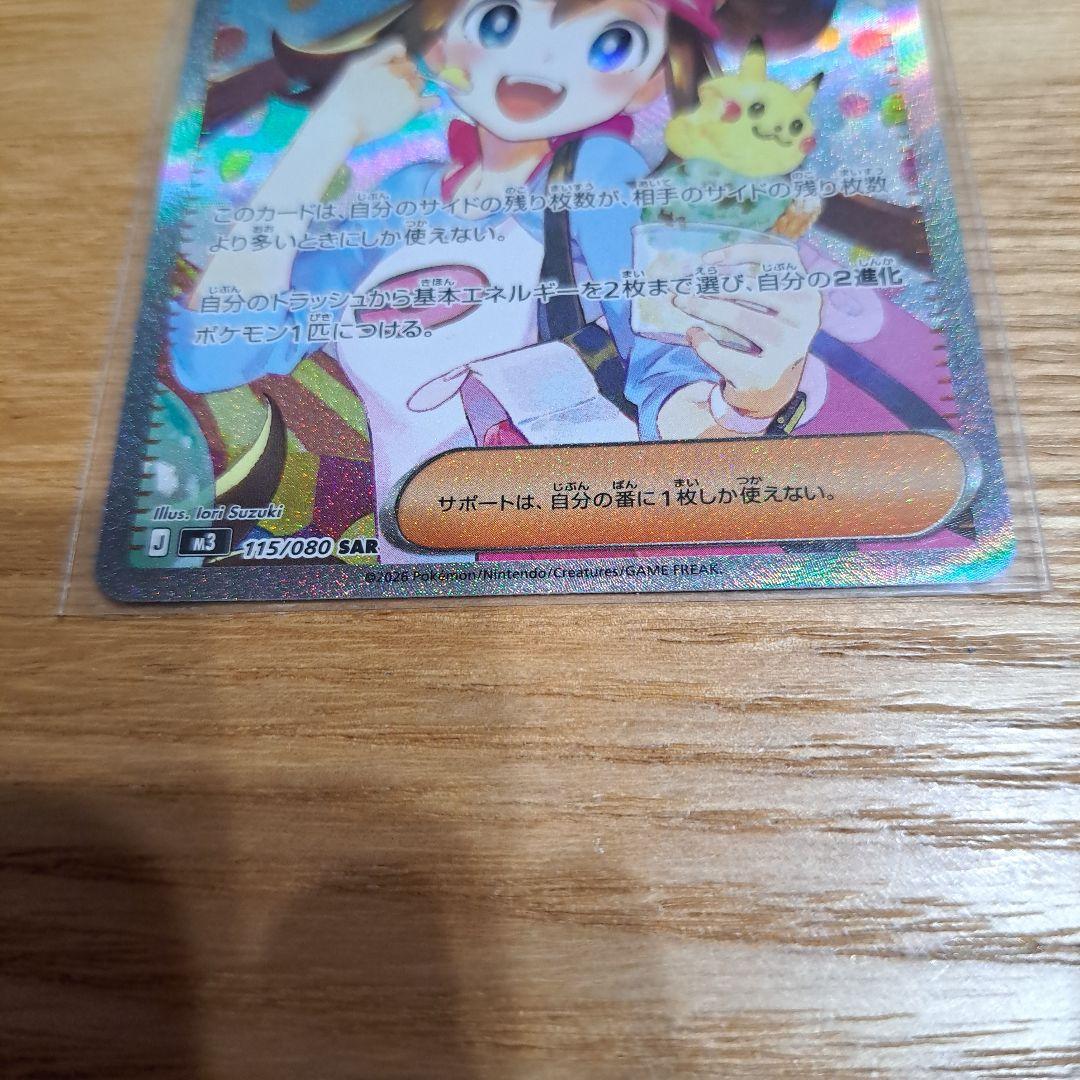 このカードは、自分のサイドの残り枚数が、相手のサイドの残り枚数
より多いときにしか使えない。
自分のトラッシュから基本エネルギーを2枚まで選び、自分の2進化
ポケモン1匹につける。
サポートは、自分の番に1枚しか使えない。
Illus. Iori Suzuki
J M3 115/080 SAR
©2026 Pokémon/Nintendo/Creatures/GAME FREAK.